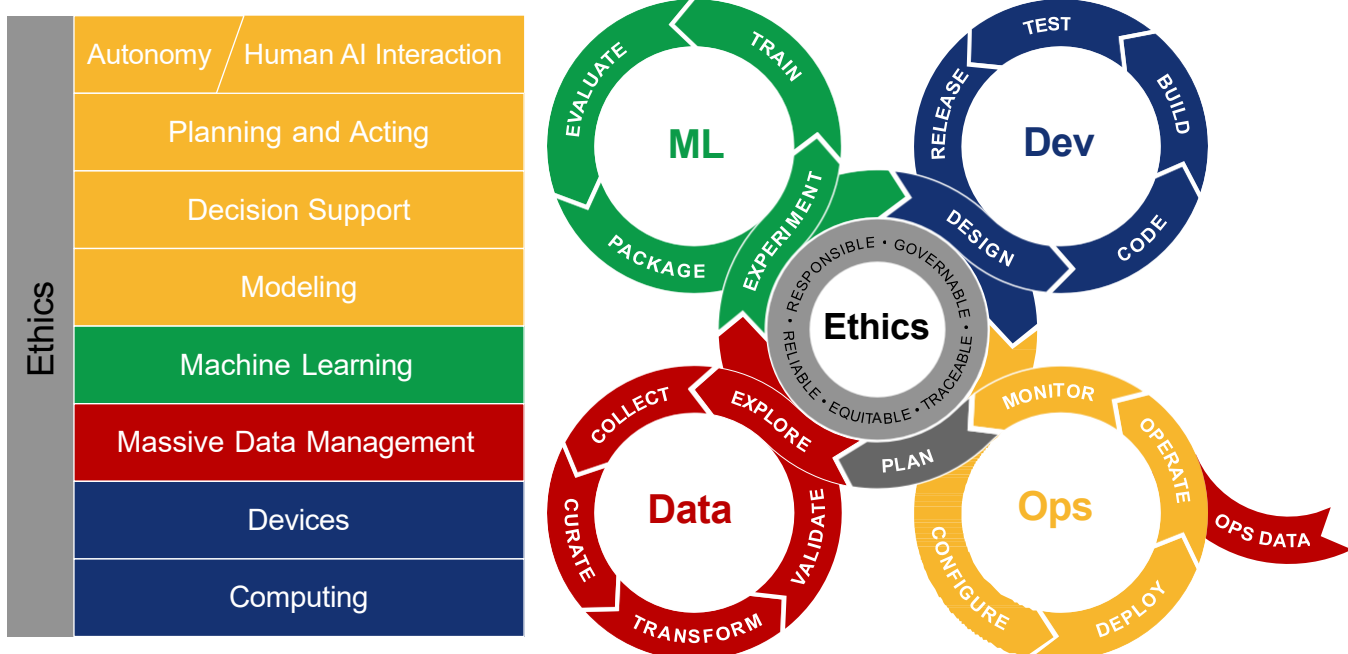 Ethics
Autonomy
Human AI Interaction
Planning and Acting
Decision Support
Modeling
Machine Learning
Massive Data Management
Devices
Computing
ML
EXPERIMENT
TRAIN
EVALUATE
PACKAGE
Dev
DESIGN
CODE
BUILD
TEST
RELEASE
Ethics
• RESPONSIBLE • GOVERNABLE • TRACEABLE • EQUITABLE • RELIABLE
PLAN
Data
EXPLORE
COLLECT
CURATE
TRANSFORM
VALIDATE
Ops
MONITOR
CONFIGURE
DEPLOY
OPERATE
OPS DATA